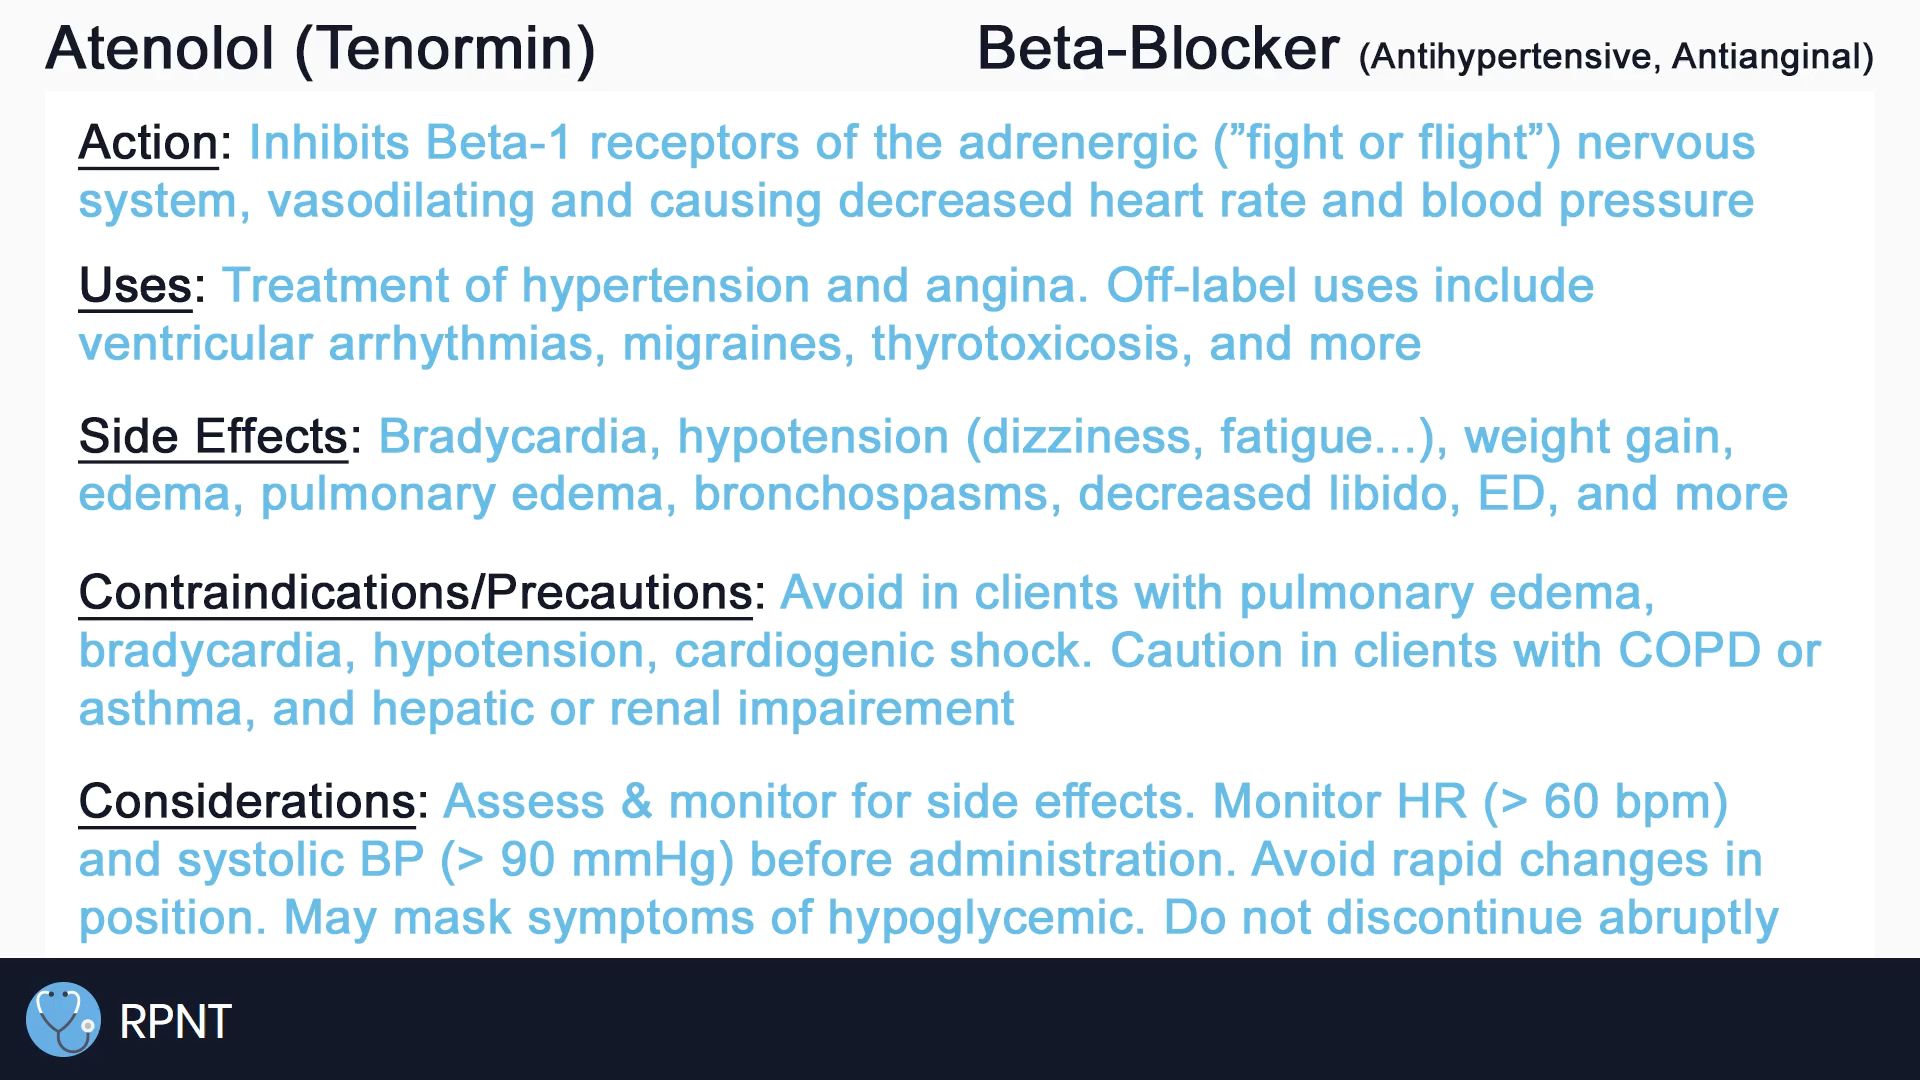 Atenolol (Tenormin)
Beta-Blocker (Antihypertensive, Antianginal)
Action: Inhibits Beta-1 receptors of the adrenergic (”fight or flight”) nervous
system, vasodilating and causing decreased heart rate and blood pressure
Uses: Treatment of hypertension and angina. Off-label uses include
ventricular arrhythmias, migraines, thyrotoxicosis, and more
Side Effects: Bradycardia, hypotension (dizziness, fatigue...), weight gain,
edema, pulmonary edema, bronchospasms, decreased libido, ED, and more
Contraindications/Precautions: Avoid in clients with pulmonary edema,
bradycardia, hypotension, cardiogenic shock. Caution in clients with COPD or
asthma, and hepatic or renal impairement
Considerations: Assess & monitor for side effects. Monitor HR (> 60 bpm)
and systolic BP (> 90 mmHg) before administration. Avoid rapid changes in
position. May mask symptoms of hypoglycemic. Do not discontinue abruptly
RPNT